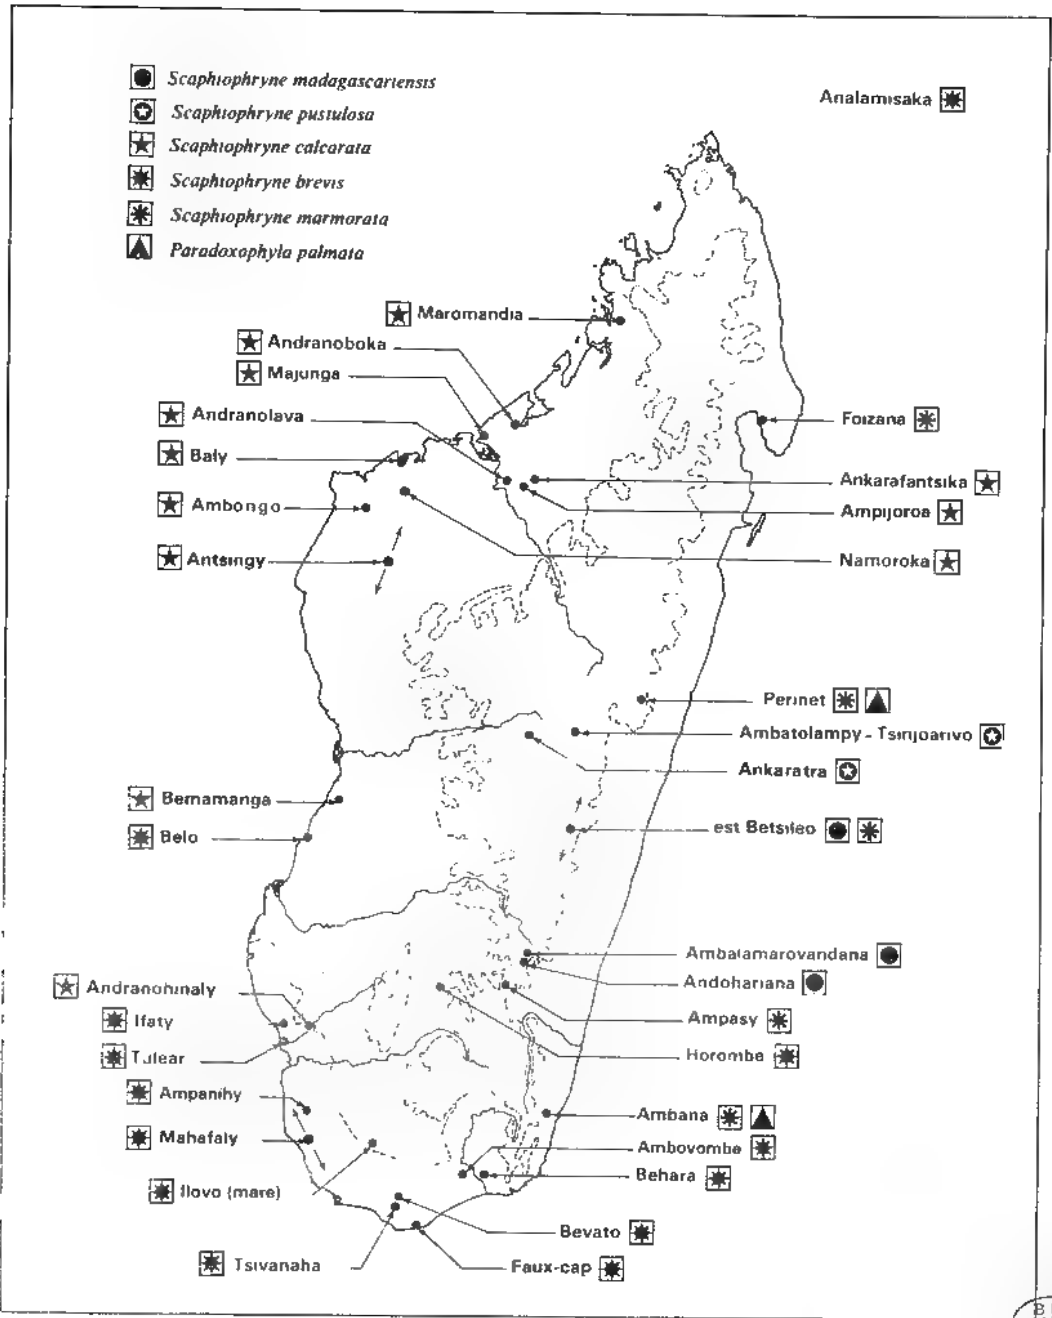 Scaphiophryne madagascariensis
Scaphiophryne pustulosa
Scaphiophryne calcarata
Scaphiophryne brevis
Scaphiophryne marmorata
Paradoxophyla palmata
Analamisaka
Maromandia
Andranoboka
Majunga
Andranolava
Baly
Ambongo
Antsingy
Foizana
Ankarafantsika
Ampijoroa
Namoroka
Perinet
Ambatolampy - Tsinjoarivo
Ankaratra
Bemamanga
Belo
est Betsileo
Ambalamarovandana
Andohariana
Ampasy
Horombe
Andranohinaly
Ifaty
Tulear
Ampanihy
Mahafaly
Ilovo (mare)
Tsivanaha
Ambana
Ambovombe
Behara
Bevato
Faux-cap